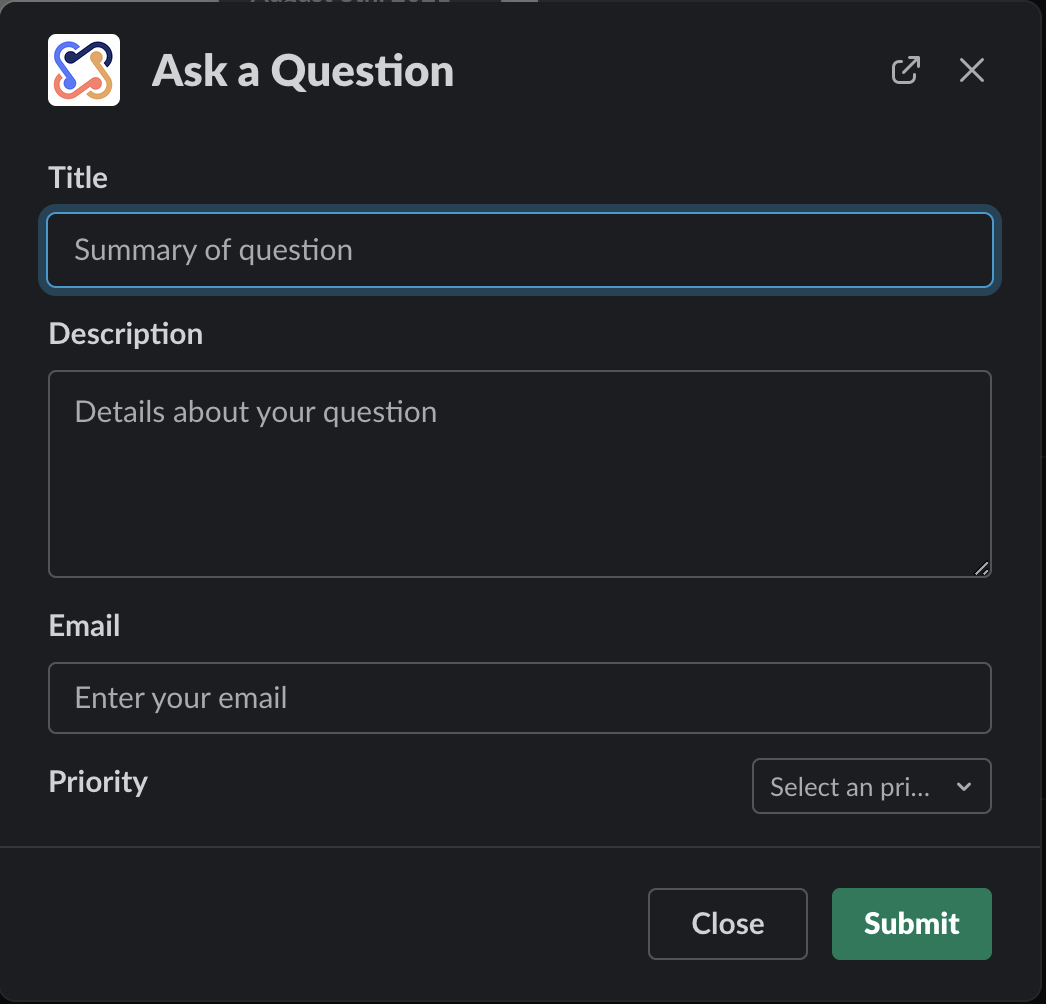 Ask a Question
Title
Summary of question
Description
Details about your question
Email
Enter your email
Priority
Select an pri...
Close
Submit